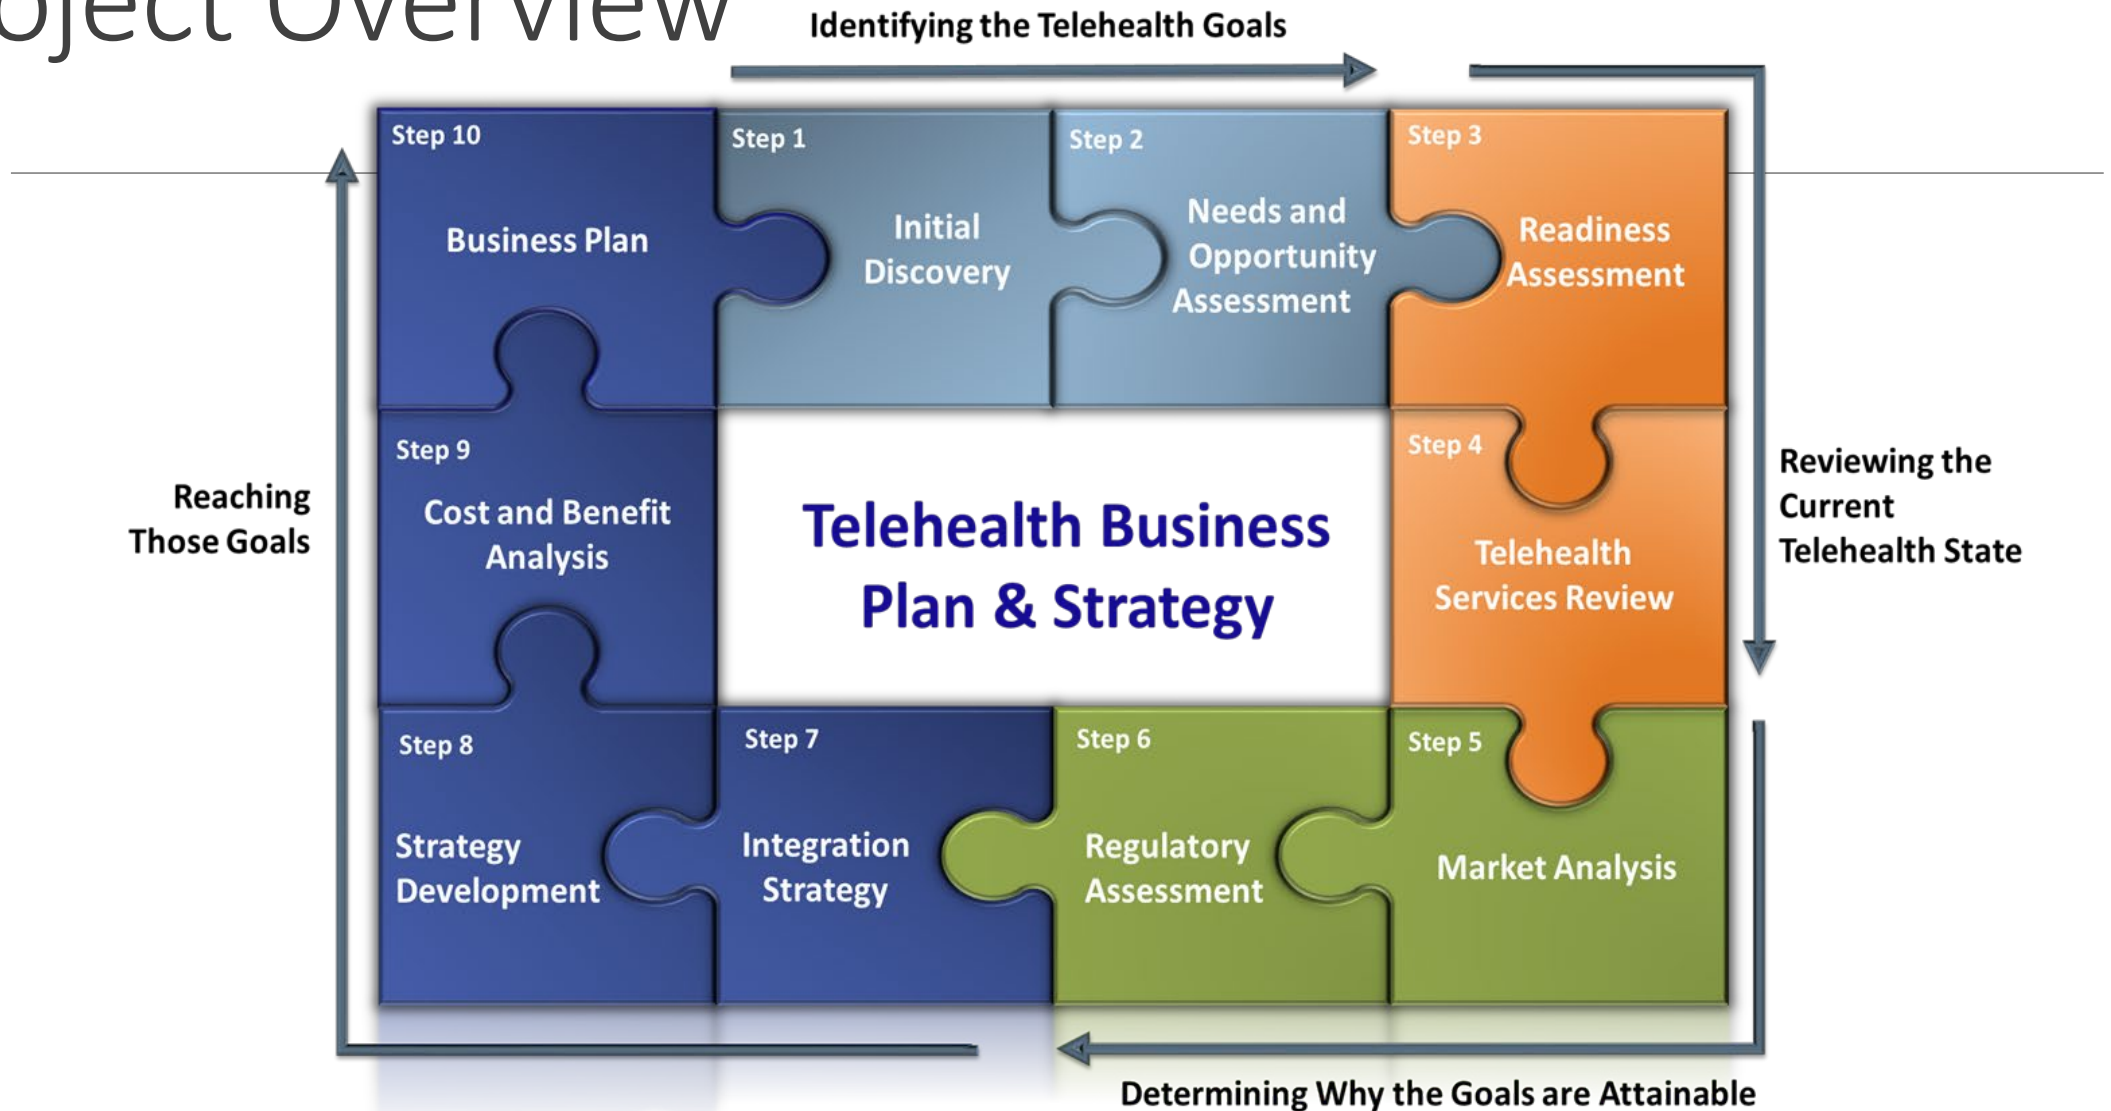 oject Overview
Identifying the Telehealth Goals
Step 10
Business Plan
Step 1
Initial
Discovery
Step 2
Needs and
Opportunity
Assessment
Step 3
Readiness
Assessment
Step 4
Telehealth
Services Review
Reviewing the
Current
Telehealth State
Step 5
Market Analysis
Step 6
Regulatory
Assessment
Determining Why the Goals are Attainable
Step 7
Integration
Strategy
Step 8
Strategy
Development
Step 9
Cost and Benefit
Analysis
Reaching
Those Goals
Telehealth Business
Plan & Strategy